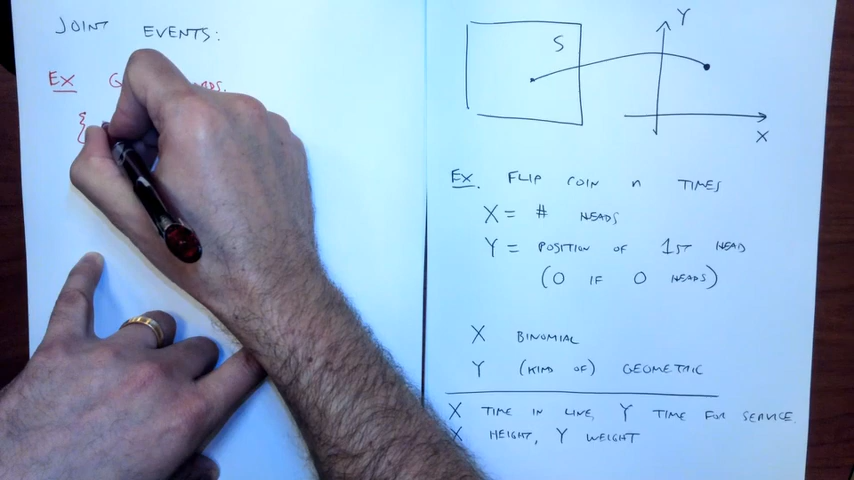 JOINT EVENTS:
EX
{
Y
S
X
EX. FLIP COIN n TIMES
X = # HEADS
Y = POSITION OF 1ST HEAD
(0 IF 0 HEADS)
X BINOMIAL
Y (KIND OF) GEOMETRIC
X TIME IN LINE, Y TIME FOR SERVICE.
X HEIGHT, Y WEIGHT